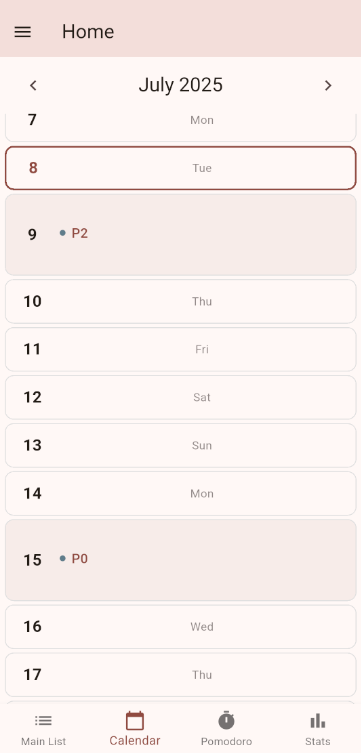 Home
July 2025
7 Mon
8 Tue
9 P2
10 Thu
11 Fri
12 Sat
13 Sun
14 Mon
15 P0
16 Wed
17 Thu
Main List Calendar Pomodoro Stats